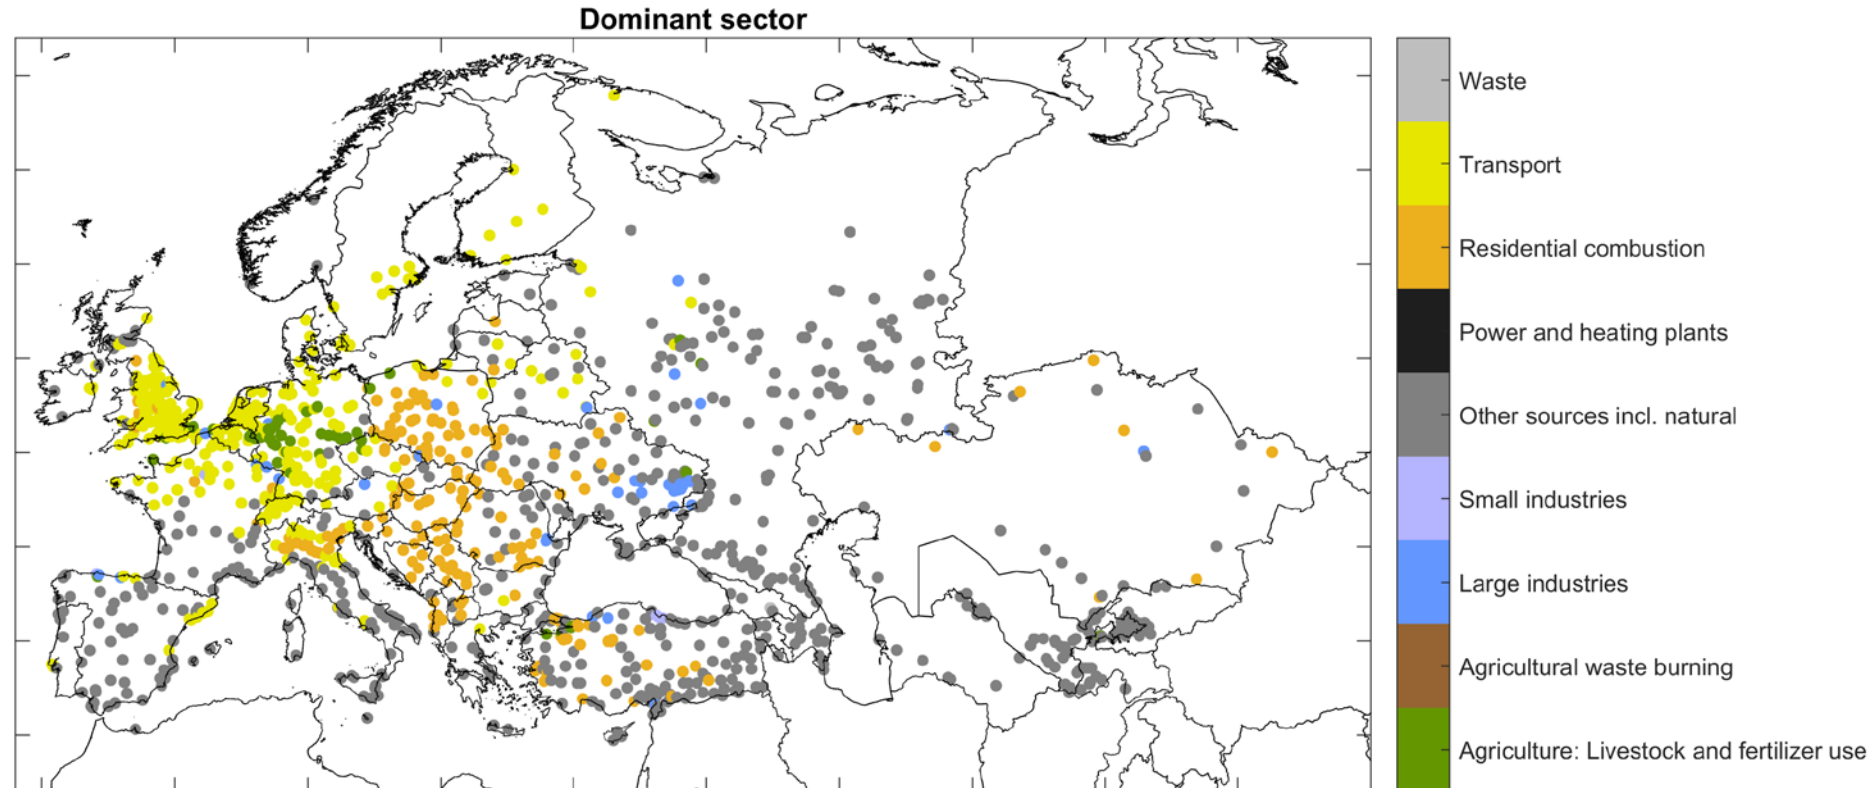 Dominant sector
Waste
Transport
Residential combustion
Power and heating plants
Other sources incl. natural
Small industries
Large industries
Agricultural waste burning
Agriculture: Livestock and fertilizer use